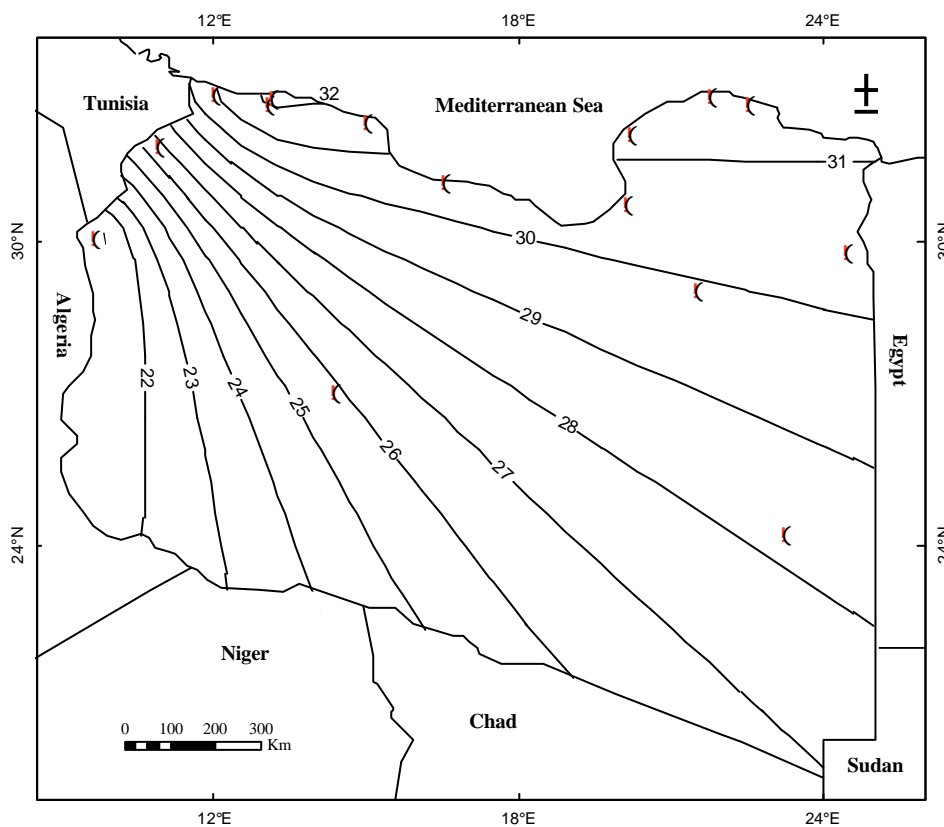 12°E 18°E 24°E
32
Tunisia
Mediterranean Sea
31
30°N
30
30°N
Algeria
29
Egypt
22
23
24
25
28
26
27
24°N
24°N
Niger
Chad
0 100 200 300
Km
Sudan
12°E 18°E 24°E